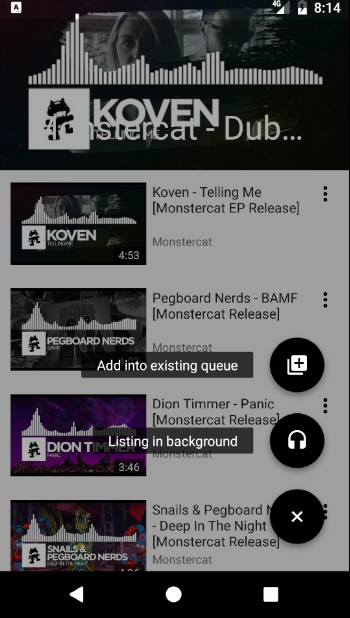 A
4G
8:14
KOVEN
nstercat - Dub...
Koven - Telling Me
[Monstercat EP Release]
KOVEN
TELLING ME
4:53
Monstercat
Pegboard Nerds - BAMF
[Monstercat Release]
PEGBOARD NERDS
BAMF
Monstercat
Add into existing queue
Dion Timmer - Panic
[Monstercat Release]
DION TIMMER
PANIC
3:46
Listing in background
Snails & Pegboard N
- Deep In The Night
[Monstercat Release]
SNAILS &
PEGBOARD NERDS
DEEP IN THE NIGHT
Monstercat